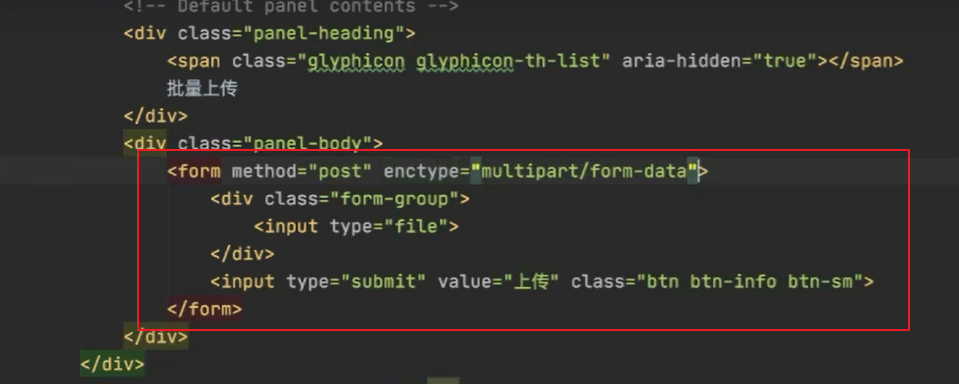 <!-- Default panel contents -->
<div class="panel-heading">
<span class="glyphicon glyphicon-th-list" aria-hidden="true"></span>
批量上传
</div>
<div class="panel-body">
<form method="post" enctype="multipart/form-data">
<div class="form-group">
<input type="file">
</div>
<input type="submit" value="上传" class="btn btn-info btn-sm">
</form>
</div>
</div>